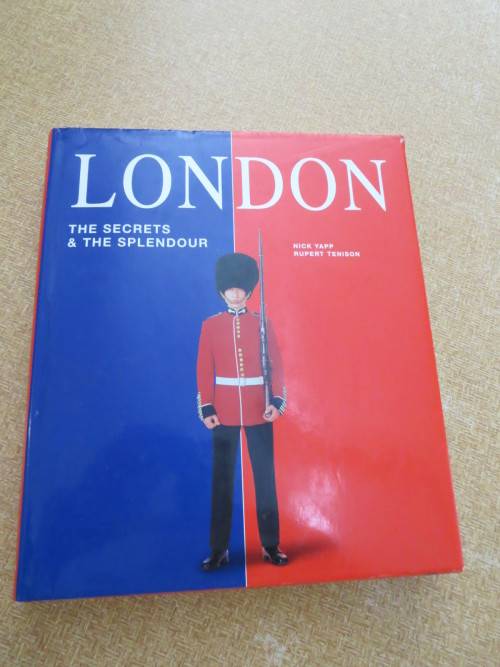 LONDON
THE SECRETS
& THE SPLENDOUR
NICK YAPP
RUPERT TENISON